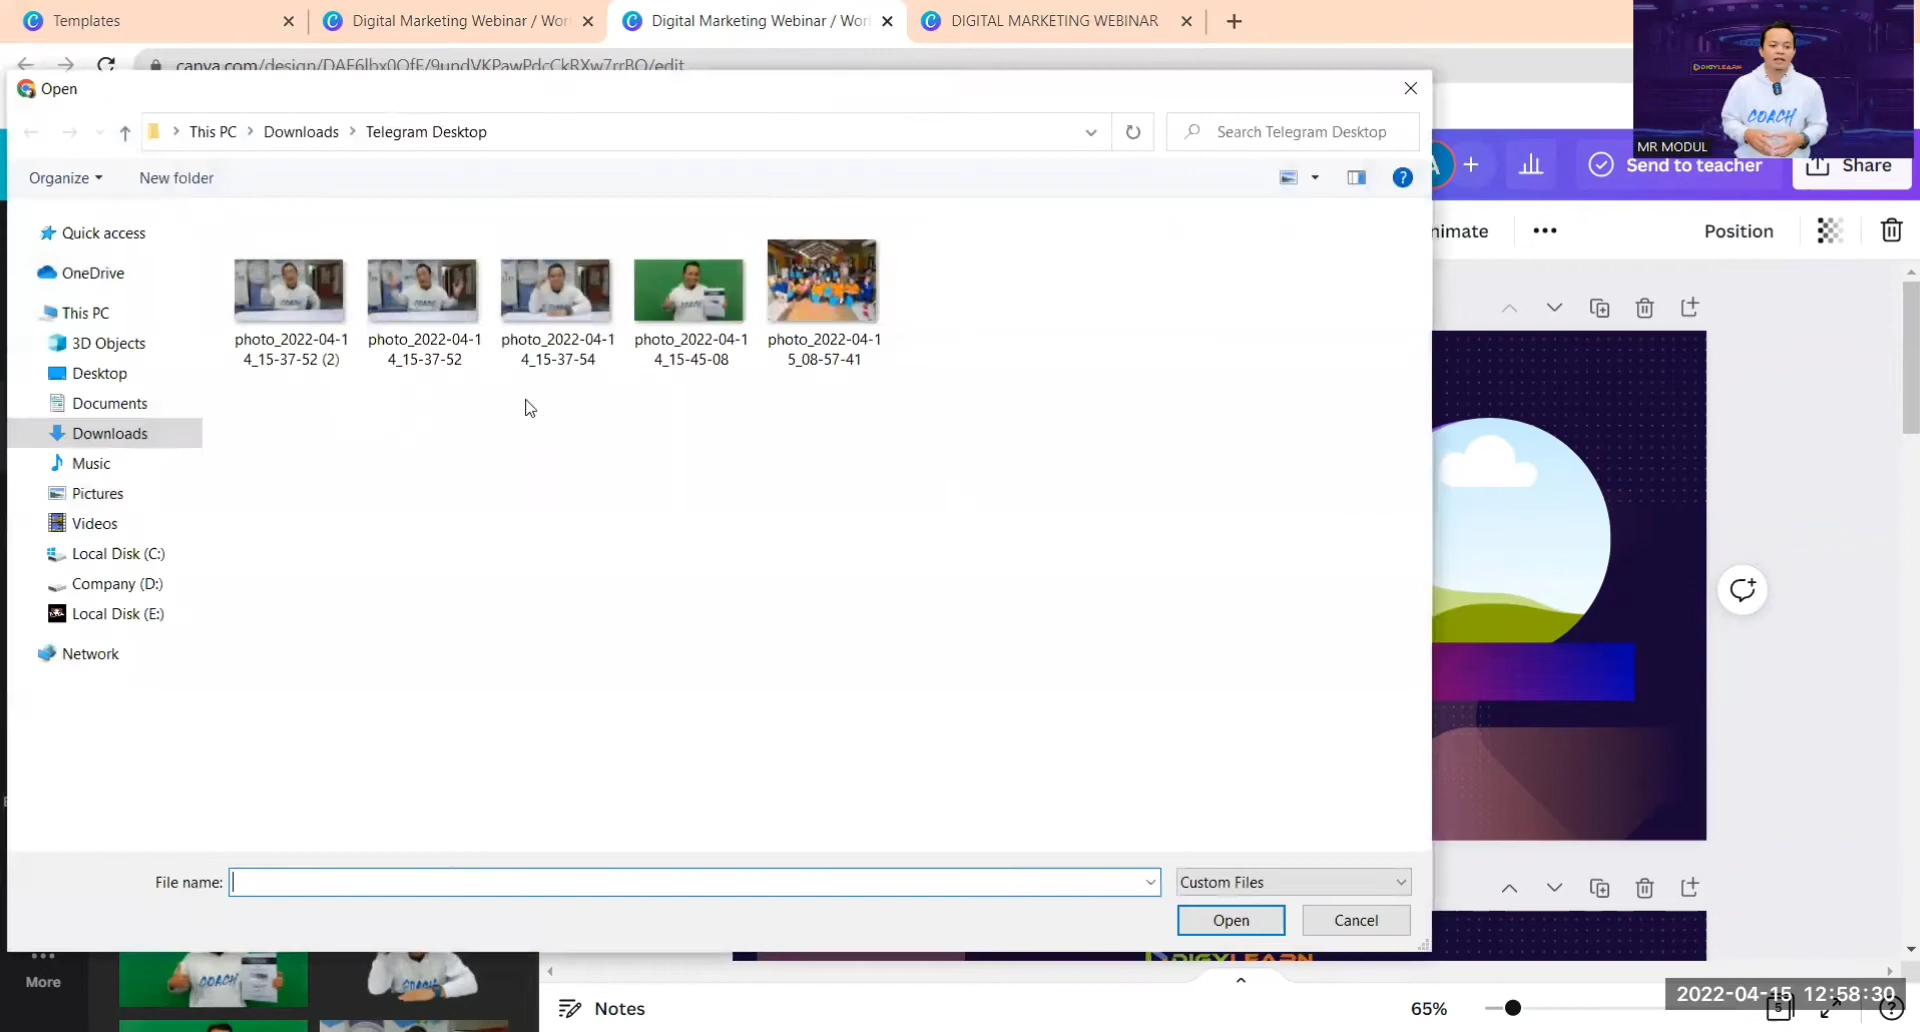 Templates
Digital Marketing Webinar / Wor
Digital Marketing Webinar / Wor
DIGITAL MARKETING WEBINAR
Open
This PC
Downloads
Telegram Desktop
Search Telegram Desktop
DIGYLEARN
COACH
MR MODUL
Send to teacher
Share
Organize
New folder
nimate
Position
Quick access
OneDrive
This PC
3D Objects
Desktop
Documents
Downloads
Music
Pictures
Videos
Local Disk (C:)
Company (D:)
Local Disk (E:)
Network
photo_2022-04-1
4_15-37-52 (2)
photo_2022-04-1
4_15-37-52
photo_2022-04-1
4_15-37-54
photo_2022-04-1
4_15-45-08
photo_2022-04-1
5_08-57-41
File name:
Custom Files
Open
Cancel
More
COACH
COACH
DIGYLEARN
Notes
65%
2022-04-15 12:58:30
5